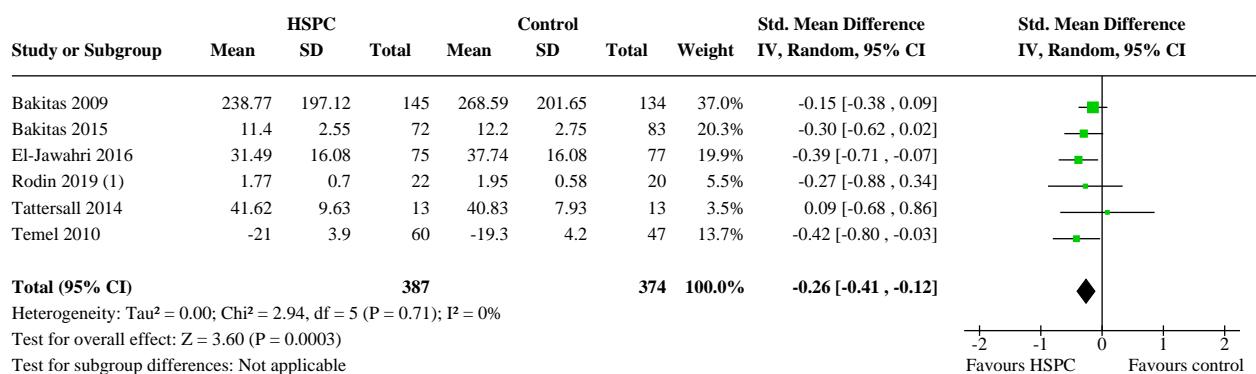 HSPC Control Std. Mean Difference Std. Mean Difference
Study or Subgroup Mean SD Total Mean SD Total Weight IV, Random, 95% CI IV, Random, 95% CI
Bakitas 2009 238.77 197.12 145 268.59 201.65 134 37.0% -0.15 [-0.38 , 0.09]
Bakitas 2015 11.4 2.55 72 12.2 2.75 83 20.3% -0.30 [-0.62 , 0.02]
El-Jawahri 2016 31.49 16.08 75 37.74 16.08 77 19.9% -0.39 [-0.71 , -0.07]
Rodin 2019 (1) 1.77 0.7 22 1.95 0.58 20 5.5% -0.27 [-0.88 , 0.34]
Tattersall 2014 41.62 9.63 13 40.83 7.93 13 3.5% 0.09 [-0.68 , 0.86]
Temel 2010 -21 3.9 60 -19.3 4.2 47 13.7% -0.42 [-0.80 , -0.03]
Total (95% CI) 387 374 100.0% -0.26 [-0.41 , -0.12]
Heterogeneity: Tau² = 0.00; Chi² = 2.94, df = 5 (P = 0.71); I² = 0%
Test for overall effect: Z = 3.60 (P = 0.0003) -2 -1 0 1 2
Test for subgroup differences: Not applicable Favours HSPC Favours control